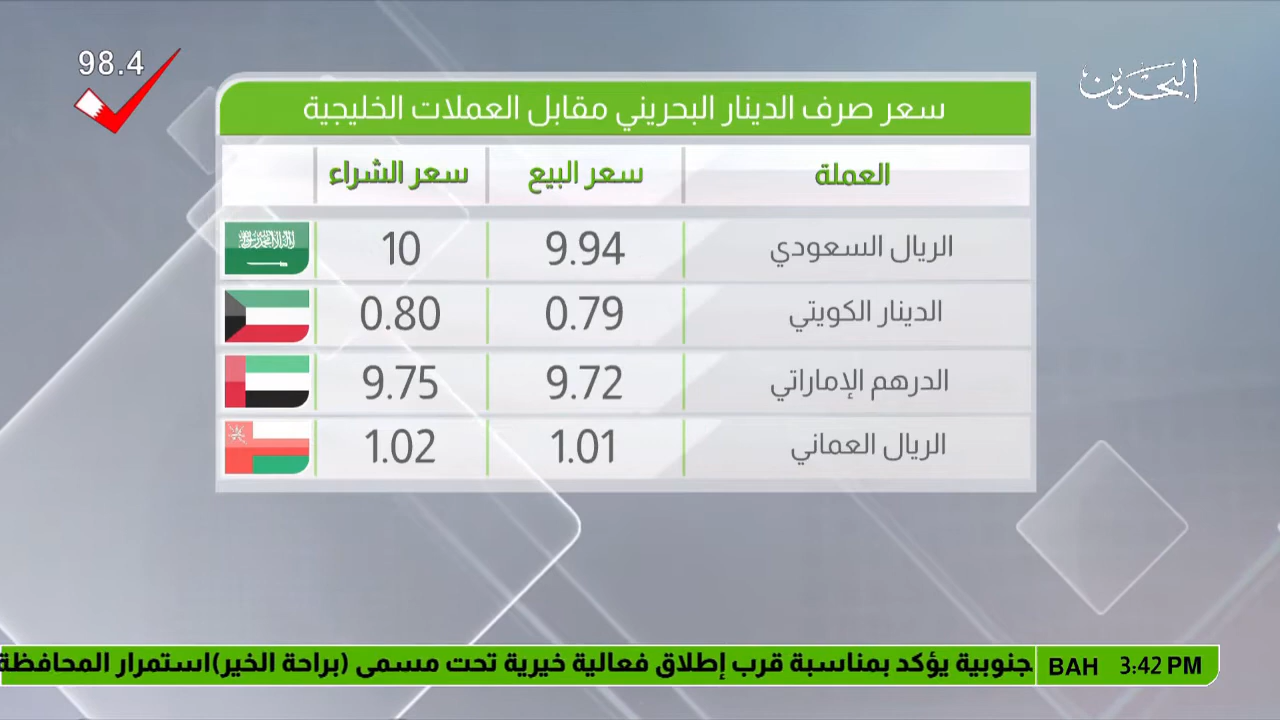 98.4
البحرين
سعر صرف الدينار البحريني مقابل العملات الخليجية
العملة سعر البيع سعر الشراء
الريال السعودي 9.94 10
الدينار الكويتي 0.79 0.80
الدرهم الإماراتي 9.72 9.75
الريال العماني 1.01 1.02
BAH 3:42 PM
جنوبية يؤكد بمناسبة قرب إطلاق فعالية خيرية تحت مسمى (براحة الخير)استمرار المحافظة